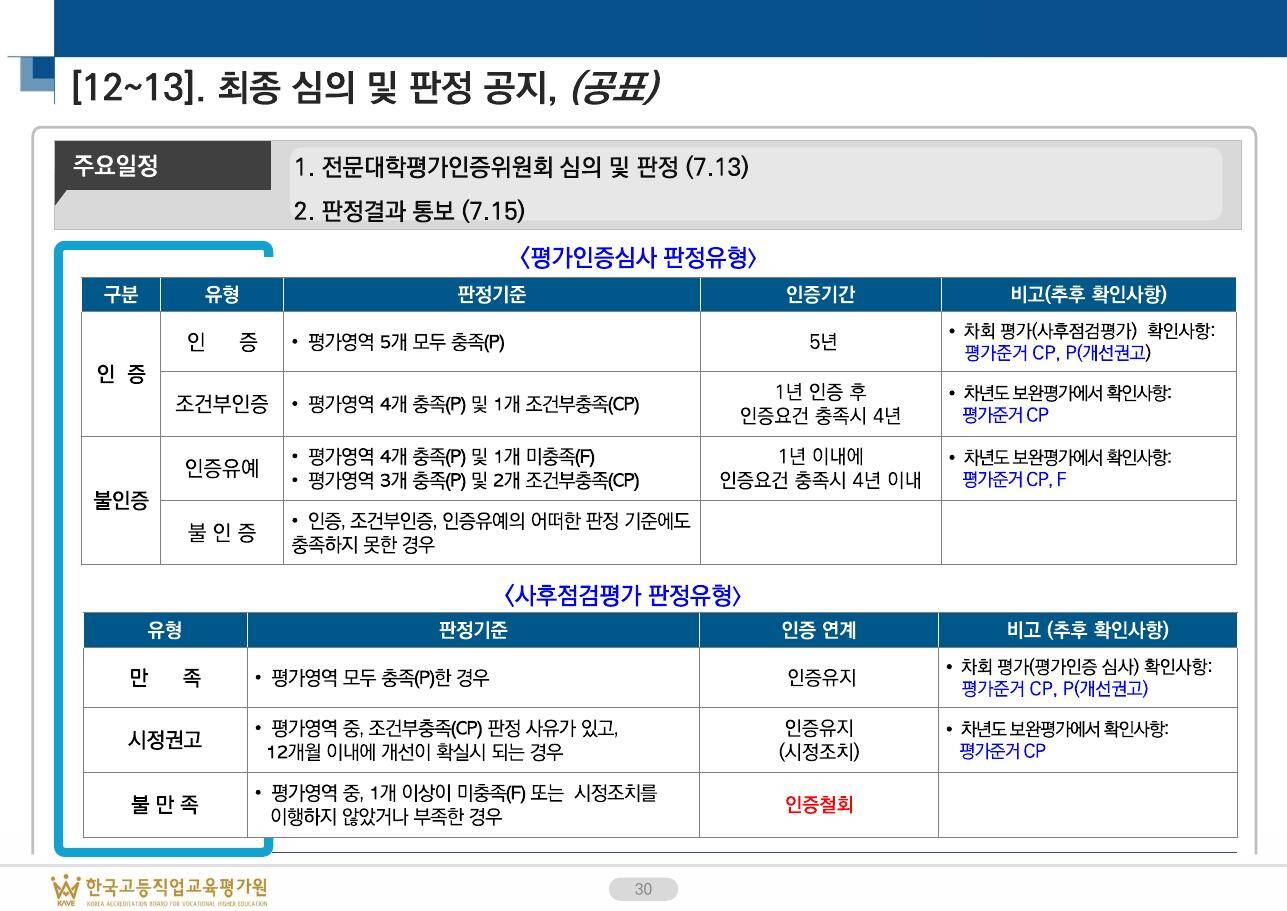 [12~13]. 최종 심의 및 판정 공지, (공표)
주요일정
1. 전문대학평가인증위원회 심의 및 판정 (7.13)
2. 판정결과 통보 (7.15)
〈평가인증심사 판정유형〉
구분 유형 판정기준 인증기간 비고(추후 확인사항)
인 증
인 증
• 평가영역 5개 모두 충족(P)
5년
• 차회 평가(사후점검평가) 확인사항:
평가준거 CP, P(개선권고)
조건부인증
• 평가영역 4개 충족(P) 및 1개 조건부충족(CP)
1년 인증 후
인증요건 충족시 4년
• 차년도 보완평가에서 확인사항:
평가준거 CP
불인증
인증유예
• 평가영역 4개 충족(P) 및 1개 미충족(F)
• 평가영역 3개 충족(P) 및 2개 조건부충족(CP)
1년 이내에
인증요건 충족시 4년 이내
• 차년도 보완평가에서 확인사항:
평가준거 CP, F
불 인 증
• 인증, 조건부인증, 인증유예의 어떠한 판정 기준에도
충족하지 못한 경우
〈사후점검평가 판정유형〉
유형 판정기준 인증 연계 비고 (추후 확인사항)
만 족
• 평가영역 모두 충족(P)한 경우
인증유지
• 차회 평가(평가인증 심사) 확인사항:
평가준거 CP, P(개선권고)
시정권고
• 평가영역 중, 조건부충족(CP) 판정 사유가 있고,
12개월 이내에 개선이 확실시 되는 경우
인증유지
(시정조치)
• 차년도 보완평가에서 확인사항:
평가준거 CP
불 만 족
• 평가영역 중, 1개 이상이 미충족(F) 또는 시정조치를
이행하지 않았거나 부족한 경우
인증철회
KAVE
한국고등직업교육평가원
KOREA ACCREDITATION BOARD FOR VOCATIONAL HIGHER EDUCATION
30